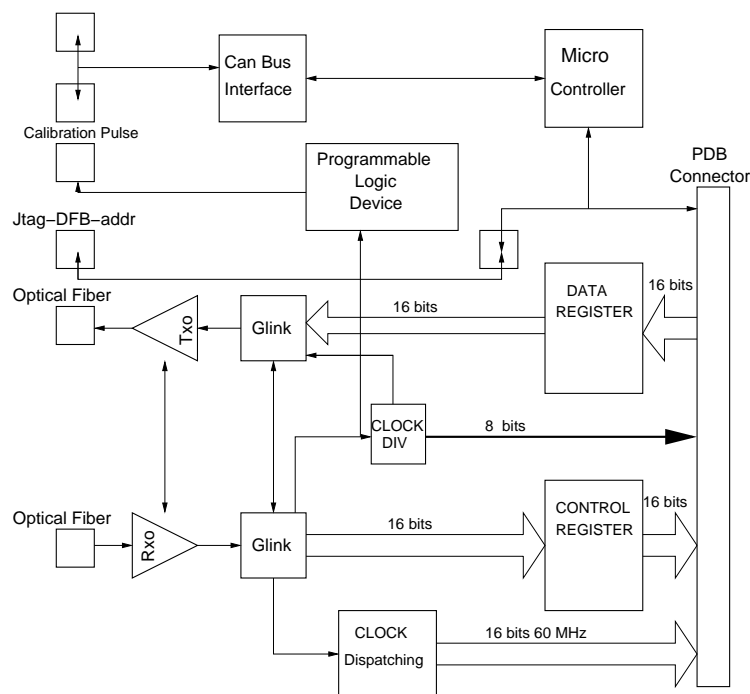 Can Bus
Interface
Micro
Controller
Calibration Pulse
Programmable
Logic
Device
PDB
Connector
Jtag–DFB–addr
Optical Fiber
Txo
Glink
16 bits
DATA
REGISTER
16 bits
CLOCK
DIV
8 bits
Optical Fiber
Rxo
Glink
16 bits
CONTROL
REGISTER
16 bits
CLOCK
Dispatching
16 bits 60 MHz